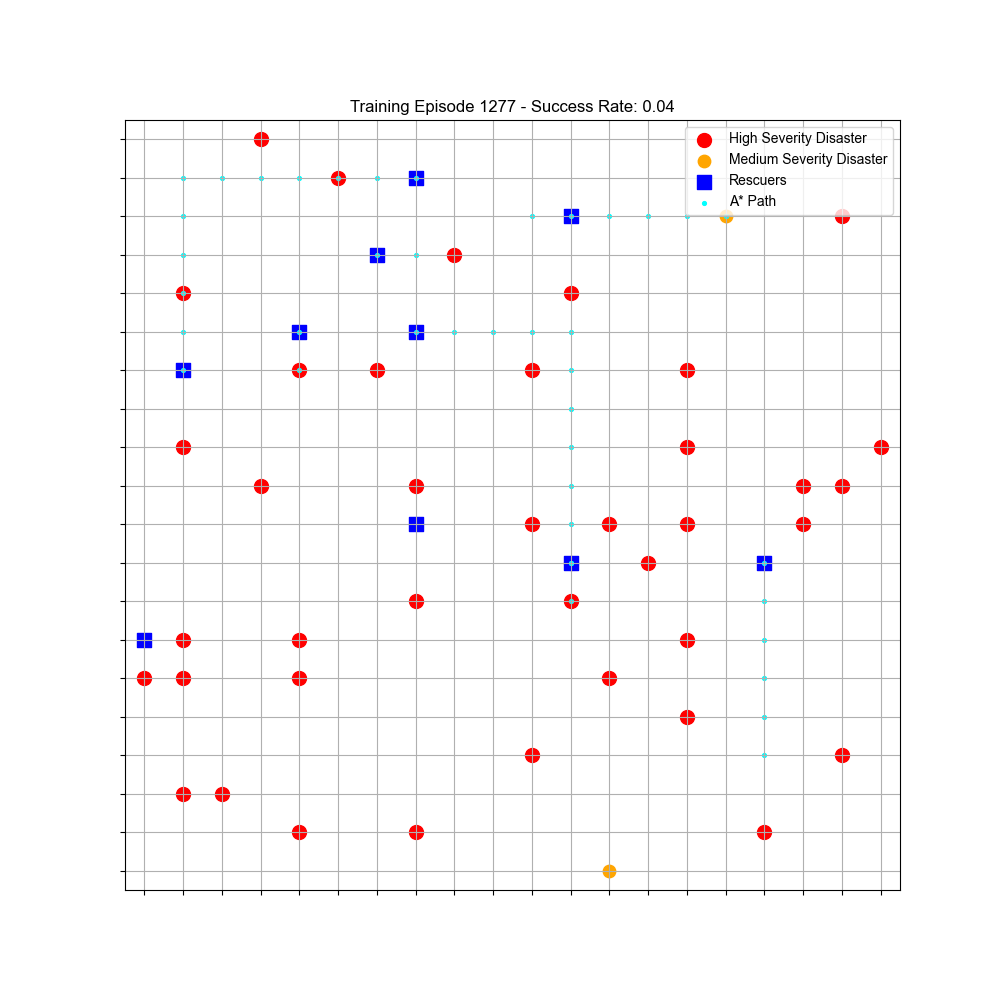 Training Episode 1277 - Success Rate: 0.04
High Severity Disaster
Medium Severity Disaster
Rescuers
A* Path